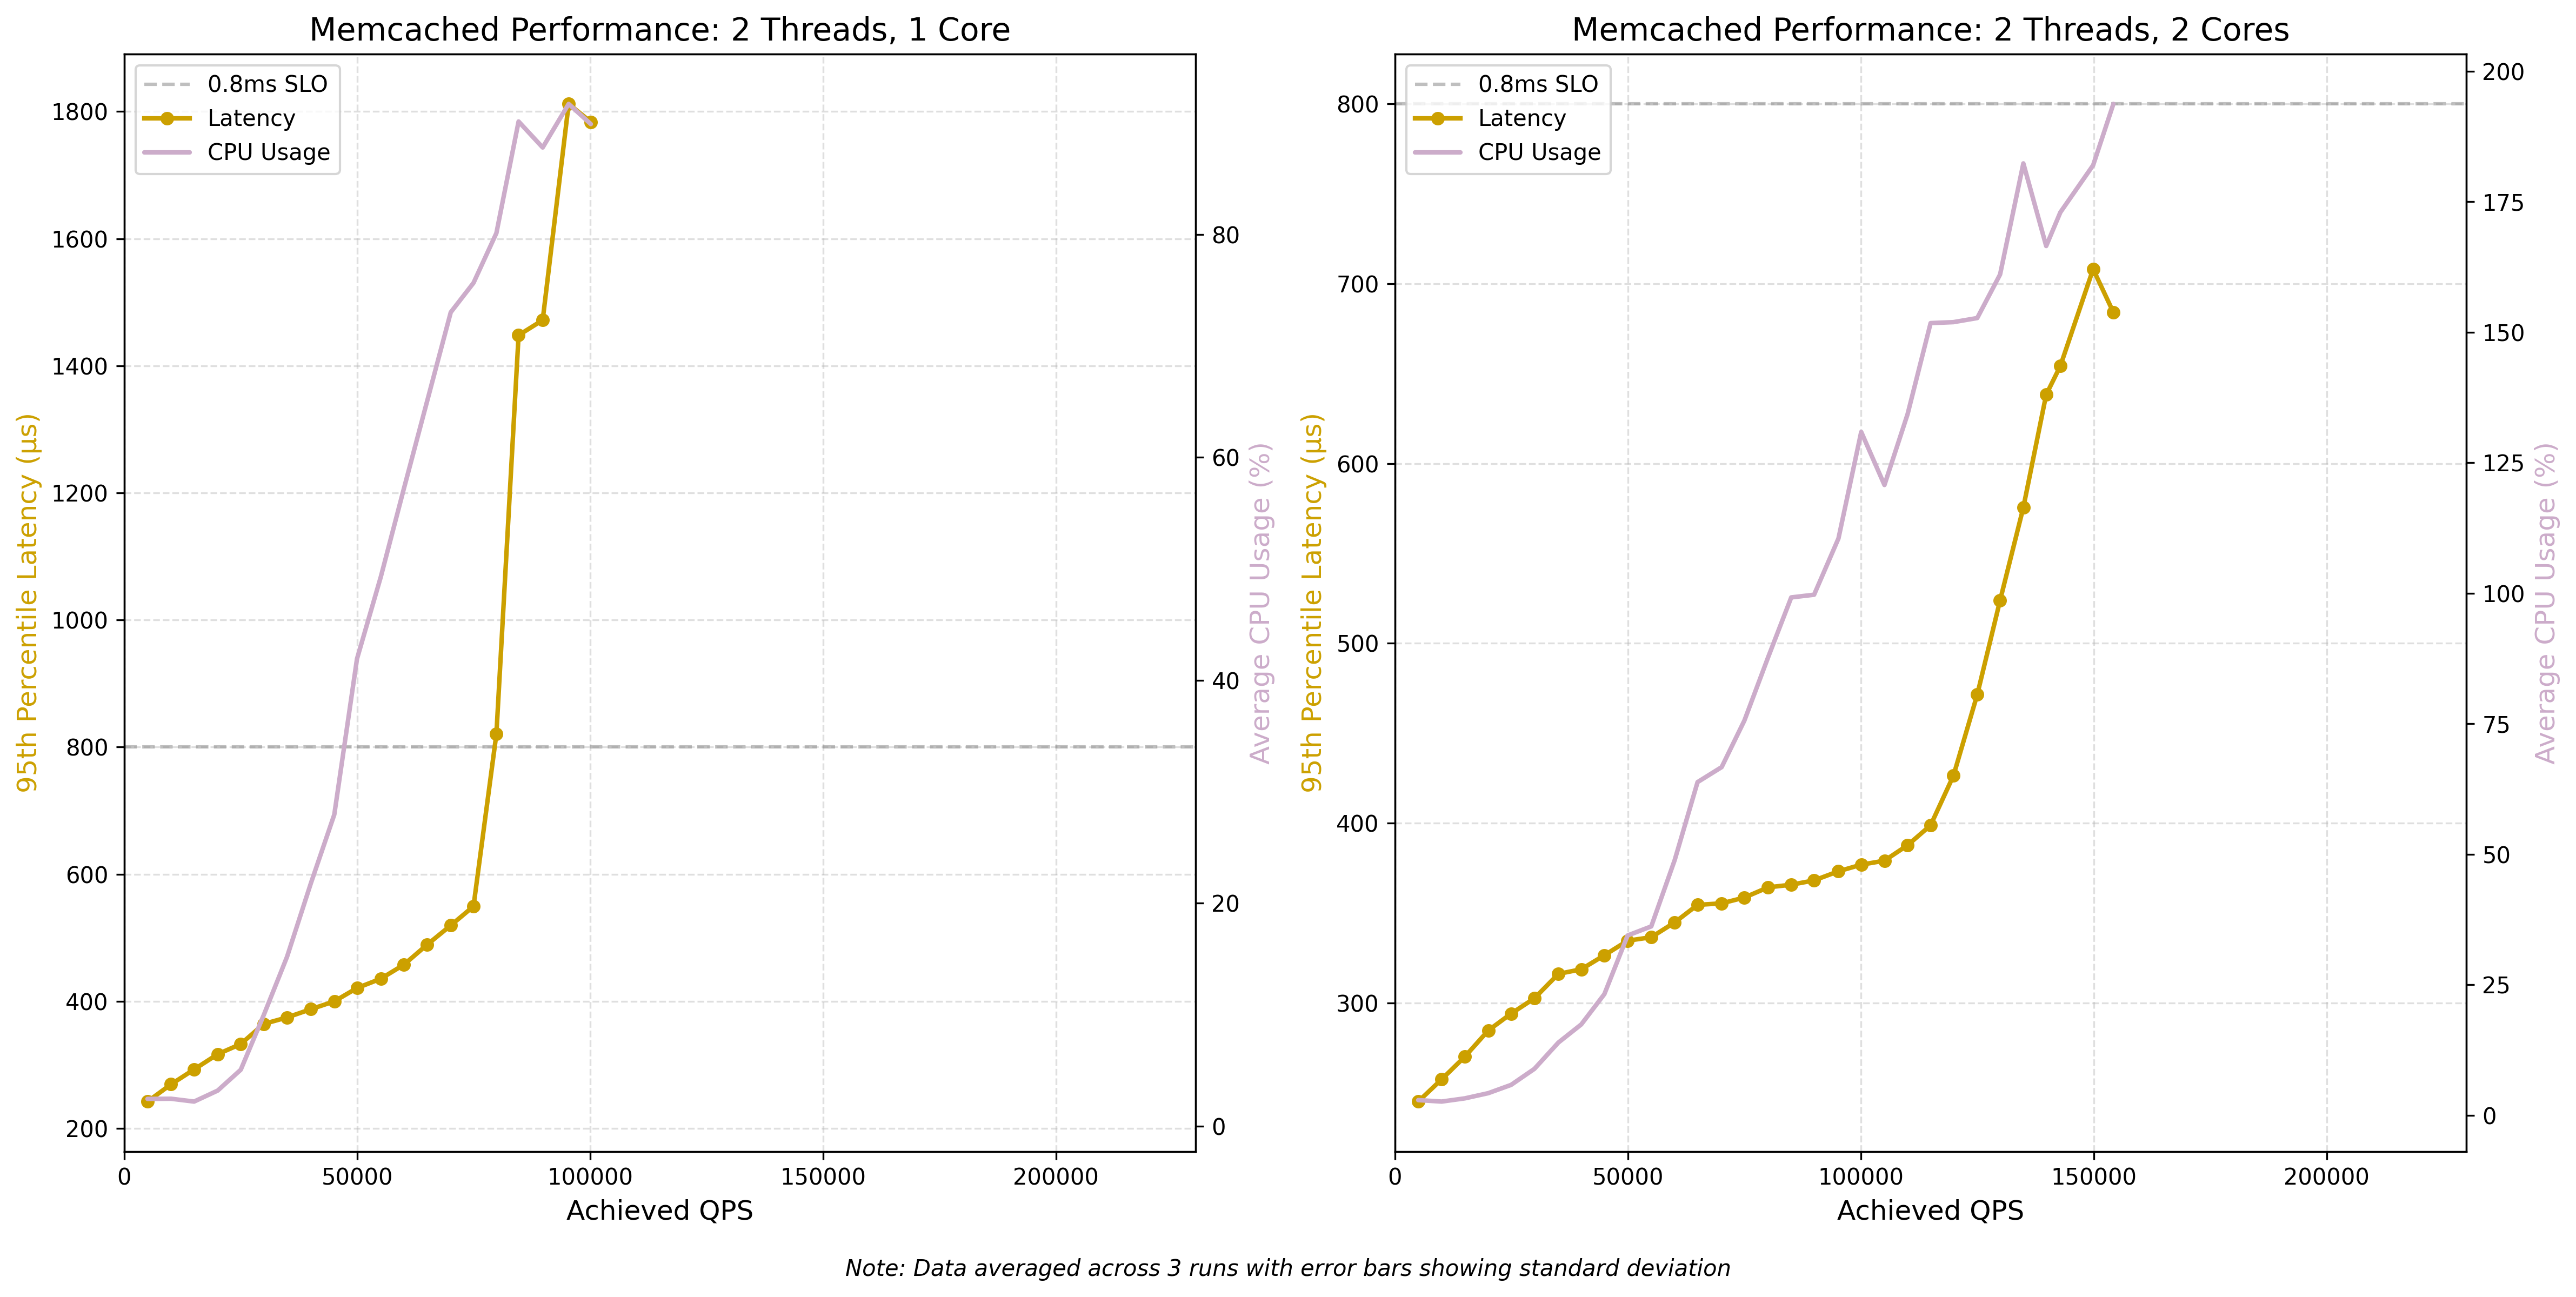 Memcached Performance: 2 Threads, 1 Core
0.8ms SLO
Latency
CPU Usage
1800
1600
1400
1200
1000
800
600
400
200
95th Percentile Latency (µs)
80
60
40
20
0
Average CPU Usage (%)
0
50000
100000
150000
200000
Achieved QPS
Memcached Performance: 2 Threads, 2 Cores
0.8ms SLO
Latency
CPU Usage
800
700
600
500
400
300
95th Percentile Latency (µs)
200
175
150
125
100
75
50
25
0
Average CPU Usage (%)
0
50000
100000
150000
200000
Achieved QPS
Note: Data averaged across 3 runs with error bars showing standard deviation